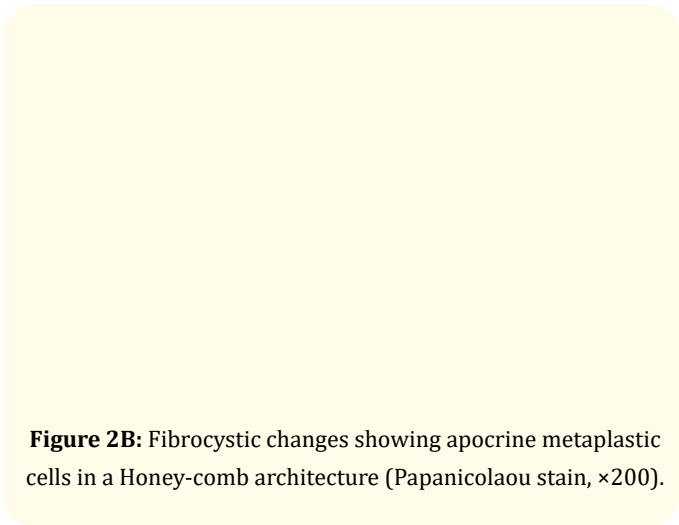 Figure 2B: Fibrocystic changes showing apocrine metaplastic
cells in a Honey-comb architecture (Papanicolaou stain, ×200).